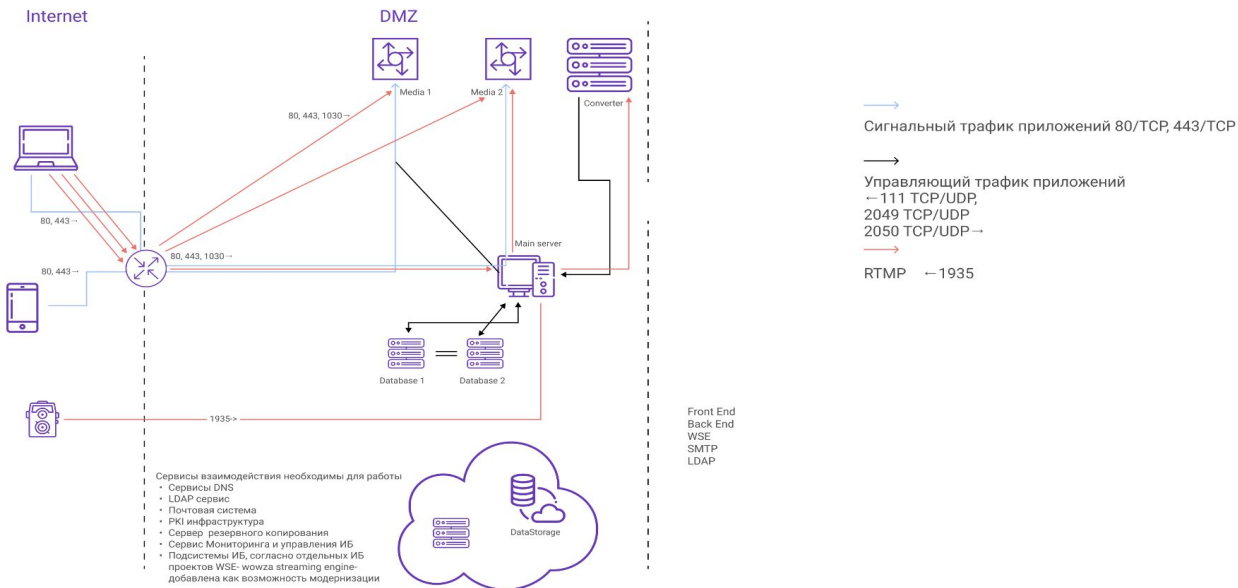 Internet
DMZ
Media 1
Media 2
Converter
80, 443, 1030→
80, 443→
Main server
80, 443, 1030→
80, 443→
Database 1
Database 2
1935->
Сервисы взаимодействия необходимы для работы
• Сервисы DNS
• LDAP сервис
• Почтовая система
• PKI инфраструктура
• Сервер резервного копирования
• Сервис Мониторинга и управления ИБ
• Подсистемы ИБ, согласно отдельных ИБ
проектов WSE- wowza streaming engine-
добавлена как возможность модернизации
DataStorage
Front End
Back End
WSE
SMTP
LDAP
Сигнальный трафик приложений 80/TCP, 443/TCP
Управляющий трафик приложений
←111 TCP/UDP,
2049 TCP/UDP
2050 TCP/UDP→
RTMP ←1935